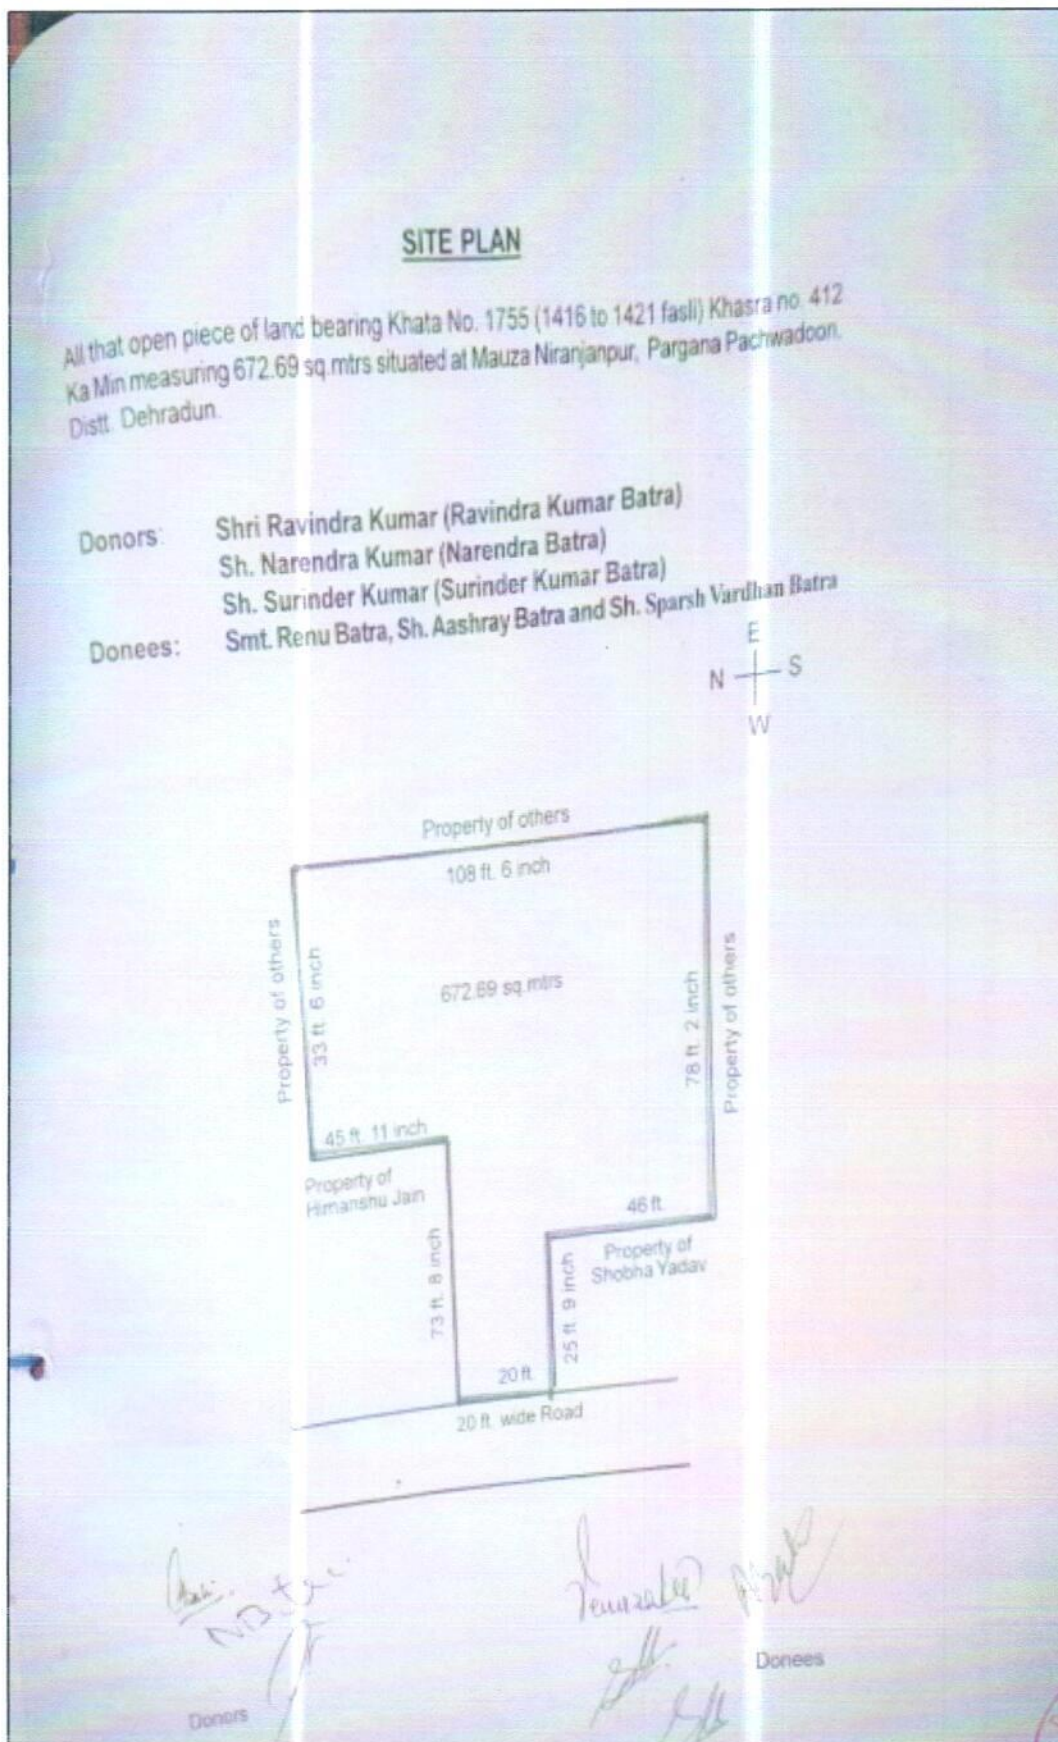 SITE PLAN
All that open piece of land bearing Khata No. 1755 (1416 to 1421 fasli) Khasra no. 412
Ka Min measuring 672.69 sq.mtrs situated at Mauza Niranjanpur, Pargana Pachwadoon,
Distt. Dehradun.
Donors: Shri Ravindra Kumar (Ravindra Kumar Batra)
Sh. Narendra Kumar (Narendra Batra)
Sh. Surinder Kumar (Surinder Kumar Batra)
Donees: Smt. Renu Batra, Sh. Aashray Batra and Sh. Sparsh Vardhan Batra
E
N S
W
Property of others
108 ft. 6 inch
Property of others
33 ft. 6 inch
672.69 sq.mtrs
78 ft. 2 inch
Property of others
45 ft. 11 inch
Property of
Himanshu Jain
46 ft.
Property of
Shobha Yadav
73 ft. 8 inch
25 ft. 9 inch
20 ft.
20 ft. wide Road
Donees
Donors